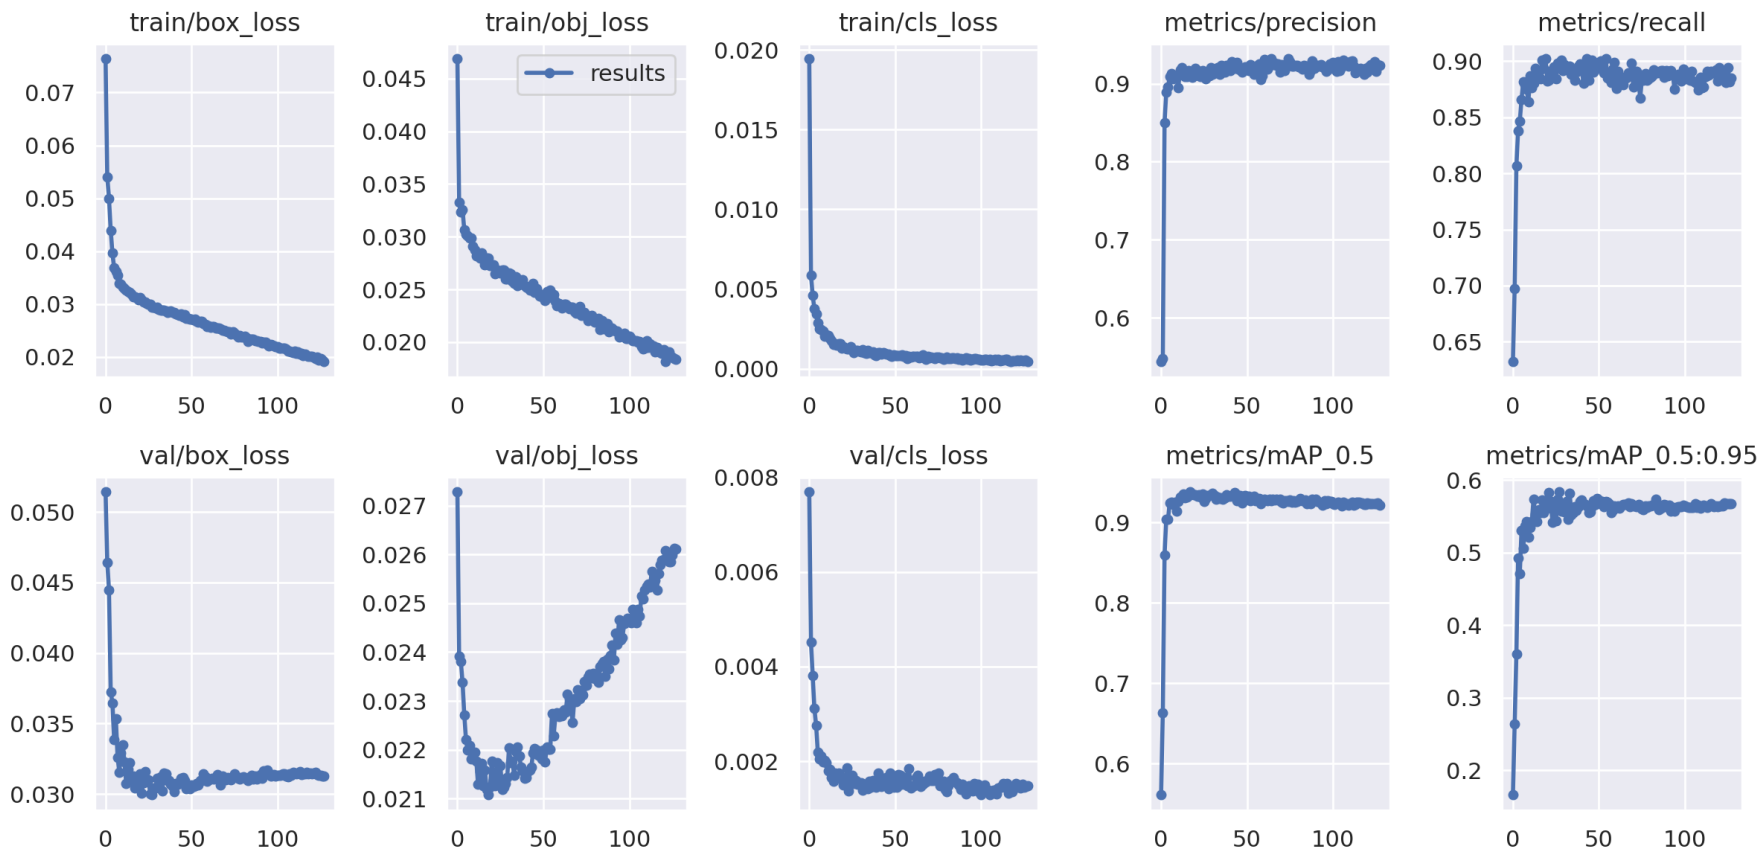 train/box_loss
0.07
0.06
0.05
0.04
0.03
0.02
0 50 100
train/obj_loss
results
0.045
0.040
0.035
0.030
0.025
0.020
0 50 100
train/cls_loss
0.020
0.015
0.010
0.005
0.000
0 50 100
metrics/precision
0.9
0.8
0.7
0.6
0 50 100
metrics/recall
0.90
0.85
0.80
0.75
0.70
0.65
0 50 100
val/box_loss
0.050
0.045
0.040
0.035
0.030
0 50 100
val/obj_loss
0.027
0.026
0.025
0.024
0.023
0.022
0.021
0 50 100
val/cls_loss
0.008
0.006
0.004
0.002
0 50 100
metrics/mAP_0.5
0.9
0.8
0.7
0.6
0 50 100
metrics/mAP_0.5:0.95
0.6
0.5
0.4
0.3
0.2
0 50 100